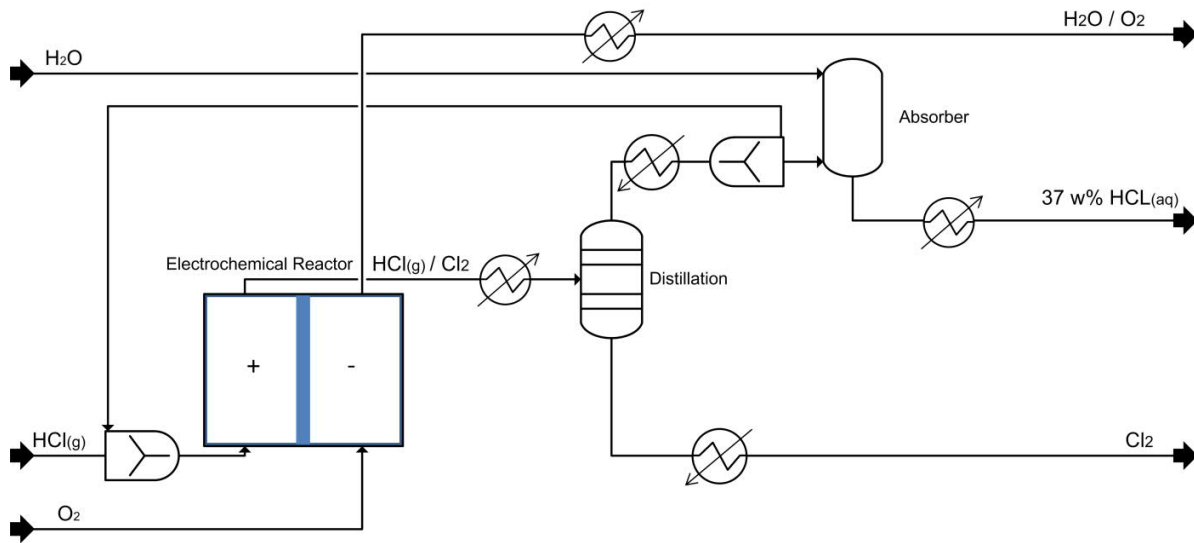 H2O / O2
H2O
Absorber
37 w% HCL(aq)
Electrochemical Reactor
HCl(g) / Cl2
Distillation
+
-
HCl(g)
Cl2
O2